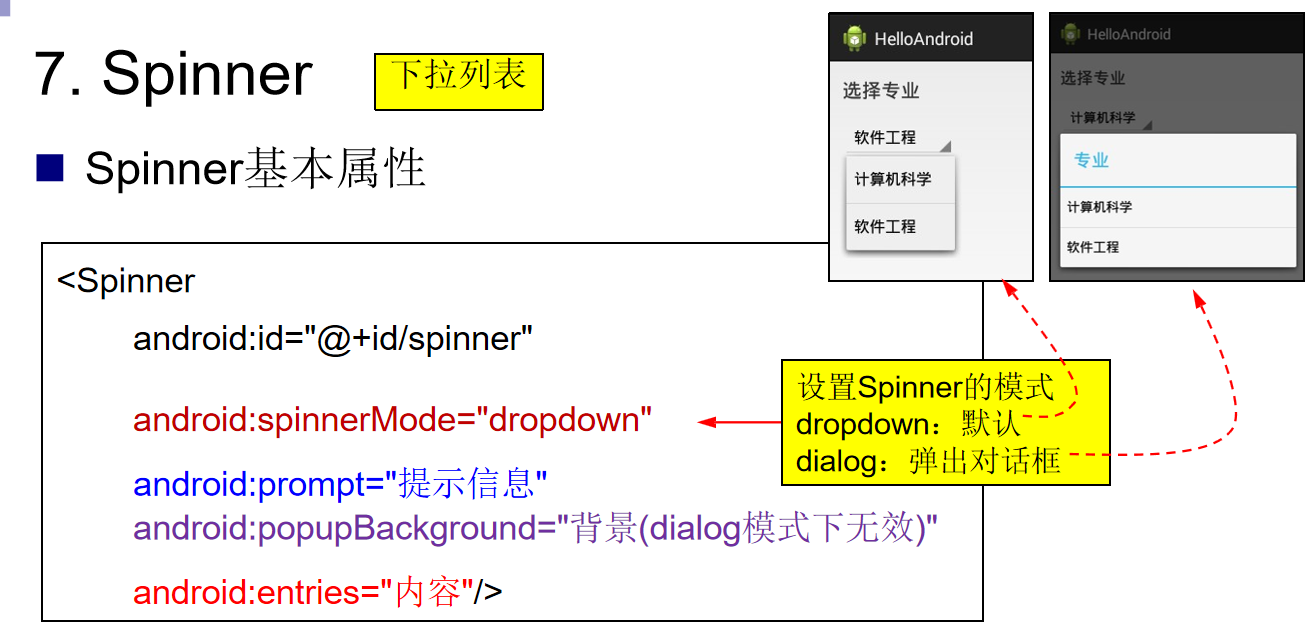 7. Spinner
下拉列表
Spinner基本属性
HelloAndroid
选择专业
软件工程
计算机科学
软件工程
HelloAndroid
选择专业
计算机科学
专业
计算机科学
软件工程
<Spinner
android:id="@+id/spinner"
android:spinnerMode="dropdown"
android:prompt="提示信息"
android:popupBackground="背景(dialog模式下无效)"
android:entries="内容"/>
设置Spinner的模式
dropdown：默认
dialog：弹出对话框